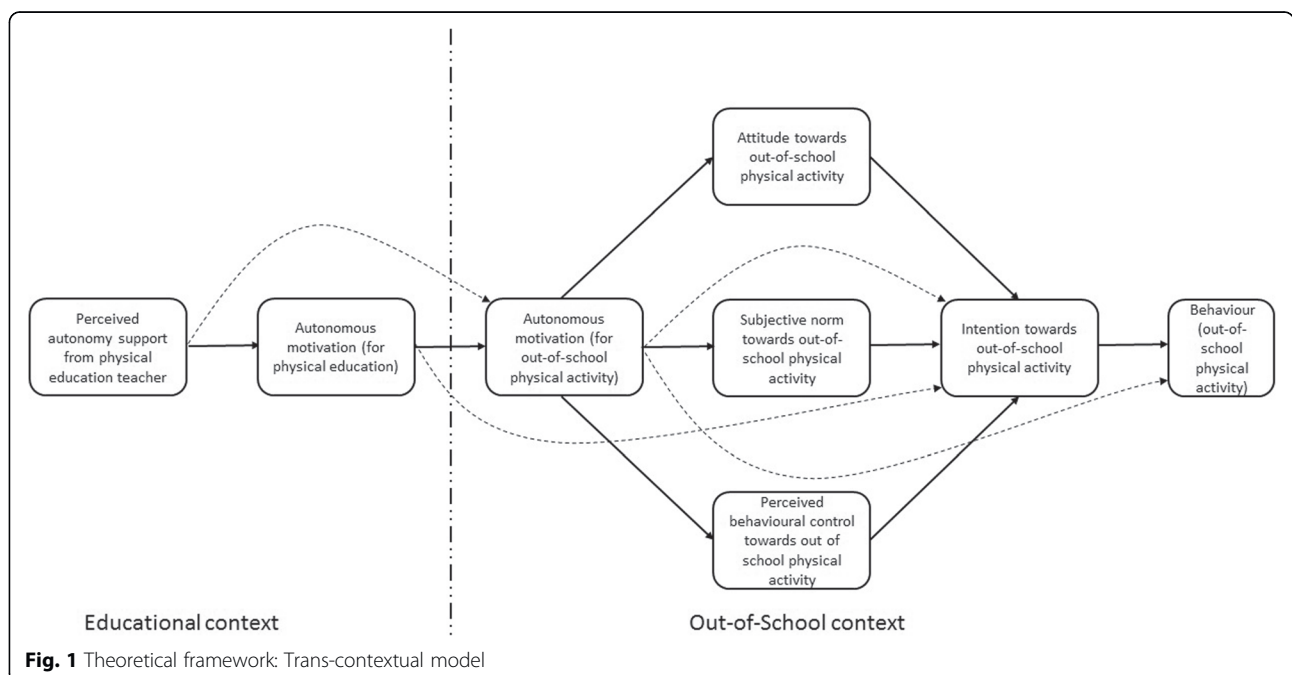 Attitude towards
out-of-school
physical activity
Perceived
autonomy support
from physical
education teacher
Autonomous
motivation (for
physical education)
Autonomous
motivation (for
out-of-school
physical activity)
Subjective norm
towards out-of-
school physical
activity
Intention towards
out-of-school
physical activity
Behaviour
(out-of-
school
physical
activity)
Perceived
behavioural control
towards out of
school physical
activity
Educational context
Out-of-School context
Fig. 1 Theoretical framework: Trans-contextual model